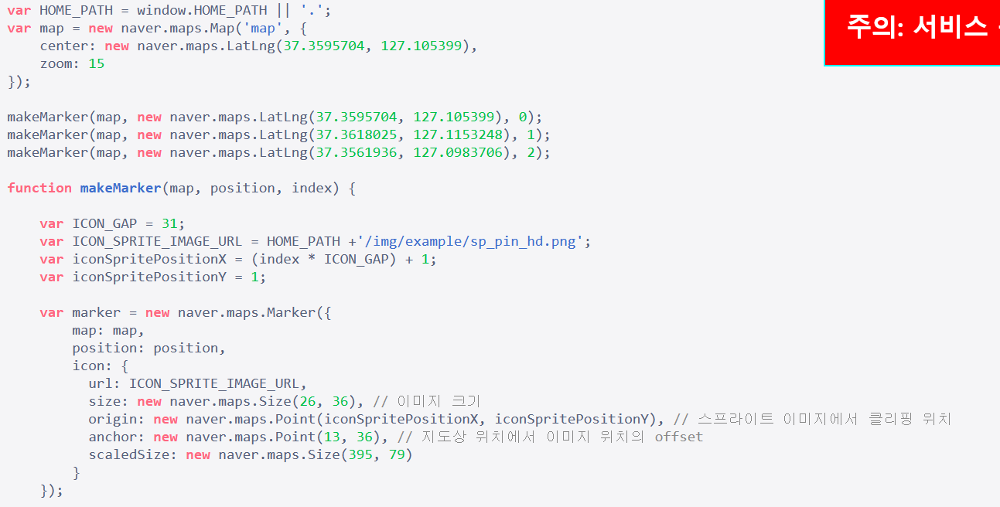 var HOME_PATH = window.HOME_PATH || '.';
주의: 서비스
var map = new naver.maps.Map('map', {
    center: new naver.maps.LatLng(37.3595704, 127.105399),
    zoom: 15
});

makeMarker(map, new naver.maps.LatLng(37.3595704, 127.105399), 0);
makeMarker(map, new naver.maps.LatLng(37.3618025, 127.1153248), 1);
makeMarker(map, new naver.maps.LatLng(37.3561936, 127.0983706), 2);

function makeMarker(map, position, index) {

    var ICON_GAP = 31;
    var ICON_SPRITE_IMAGE_URL = HOME_PATH +'/img/example/sp_pin_hd.png';
    var iconSpritePositionX = (index * ICON_GAP) + 1;
    var iconSpritePositionY = 1;

    var marker = new naver.maps.Marker({
        map: map,
        position: position,
        icon: {
          url: ICON_SPRITE_IMAGE_URL,
          size: new naver.maps.Size(26, 36), // 이미지 크기
          origin: new naver.maps.Point(iconSpritePositionX, iconSpritePositionY), // 스프라이트 이미지에서 클리핑 위치
          anchor: new naver.maps.Point(13, 36), // 지도상 위치에서 이미지 위치의 offset
          scaledSize: new naver.maps.Size(395, 79)
        }
    });